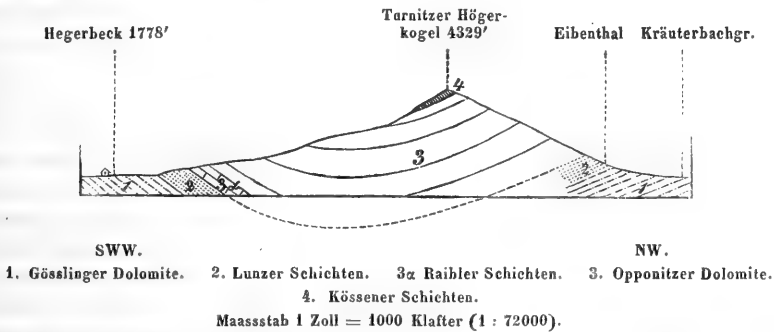 Turnitzer Höger-
Hegerbeck 1778′ kogel 4329′ Eibenthal Kräuterbachgr.
4
3
1 2 3α 2 1
SWW. NW.
1. Gösslinger Dolomite. 2. Lunzer Schichten. 3α Raibler Schichten. 3. Opponitzer Dolomite.
4. Kössener Schichten.
Maassstab 1 Zoll = 1000 Klafter (1 : 72000).